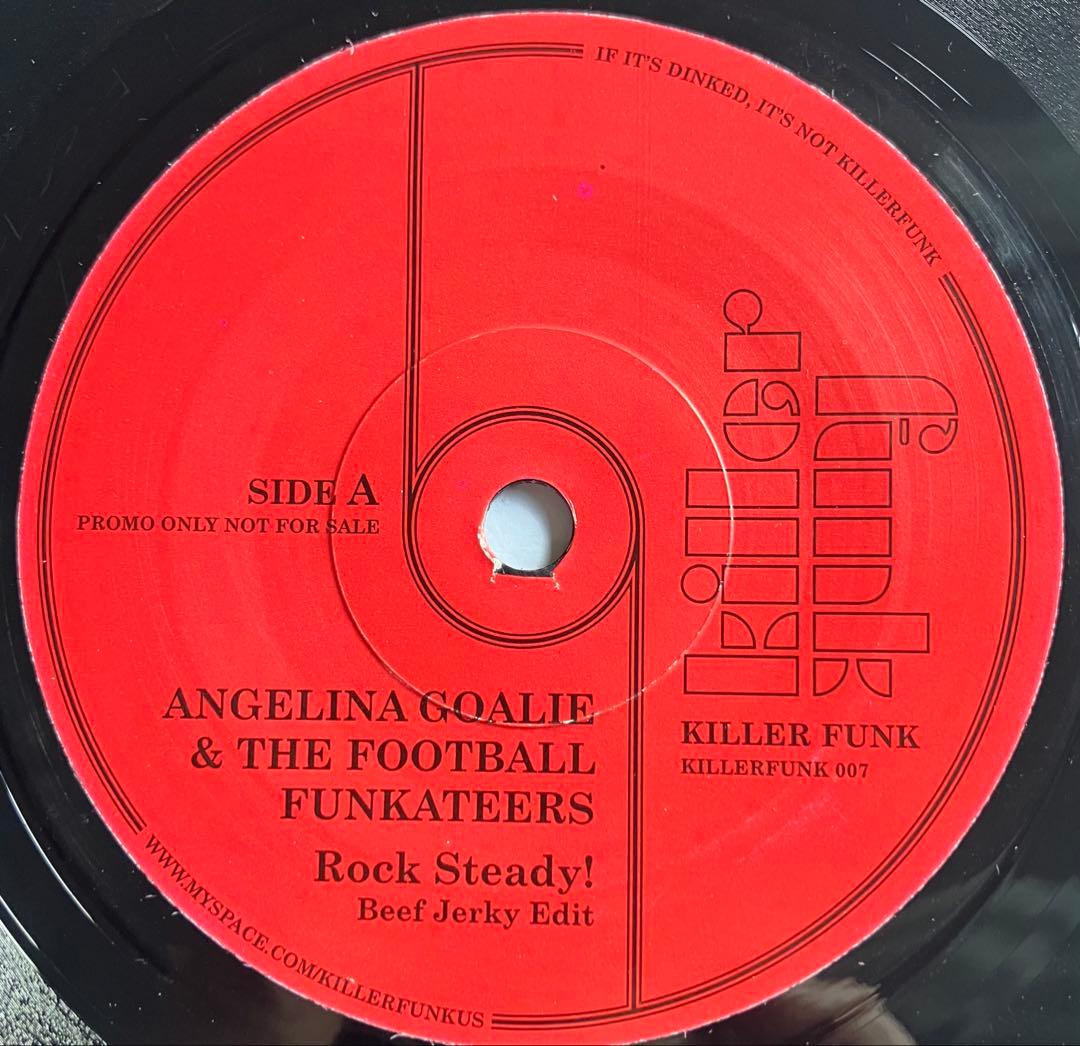 IF IT'S DINKED, IT'S NOT KILLERFUNK
killer
funk
SIDE A
PROMO ONLY NOT FOR SALE
ANGELINA GOALIE
& THE FOOTBALL
FUNKATEERS
Rock Steady!
Beef Jerky Edit
KILLER FUNK
KILLERFUNK 007
WWW.MYSPACE.COM/KILLERFUNKUS